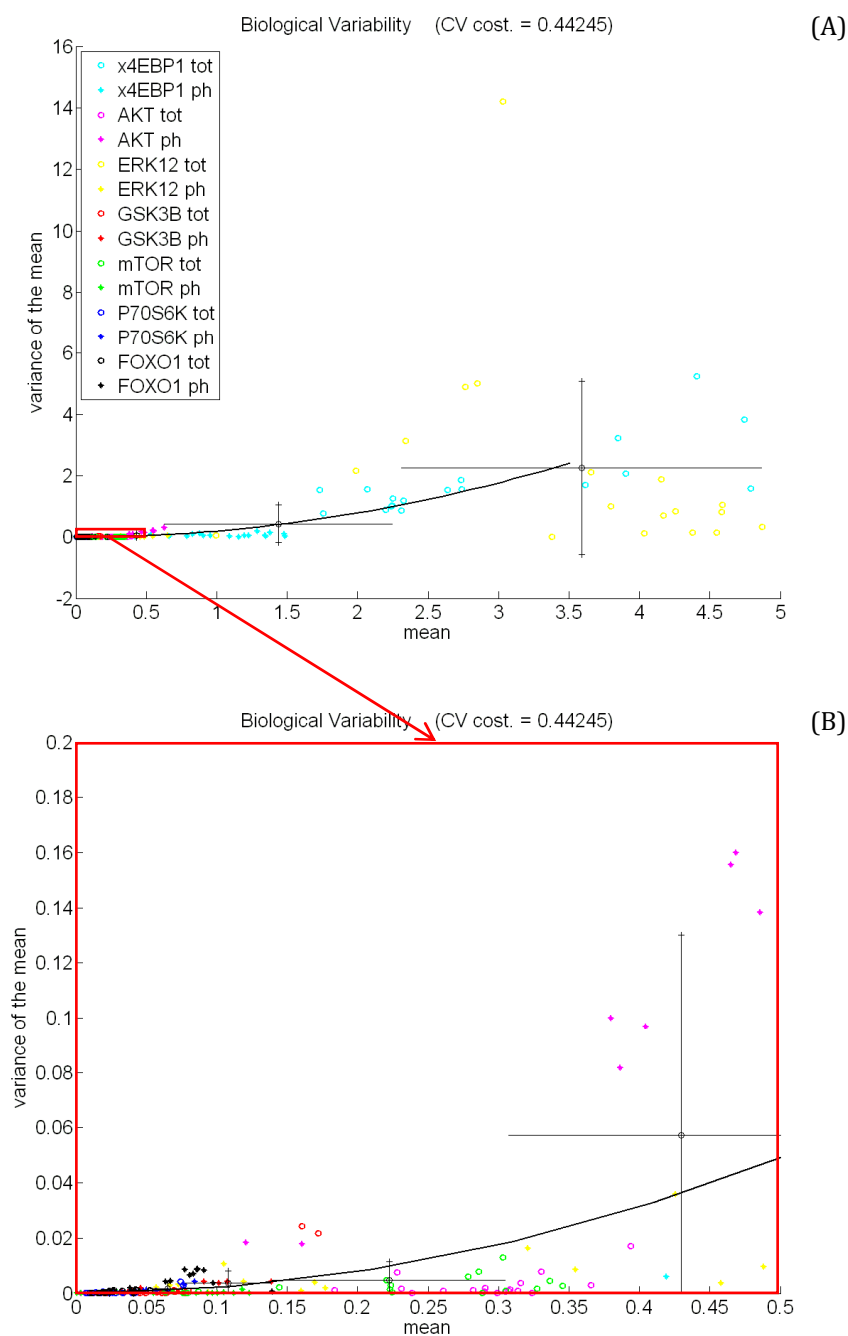 Biological Variability (CV cost. = 0.44245)
(A)
16
14
12
10
8
6
4
2
0
-2
variance of the mean
x4EBP1 tot
x4EBP1 ph
AKT tot
AKT ph
ERK12 tot
ERK12 ph
GSK3B tot
GSK3B ph
mTOR tot
mTOR ph
P70S6K tot
P70S6K ph
FOXO1 tot
FOXO1 ph
0 0.5 1 1.5 2 2.5 3 3.5 4 4.5 5
mean
Biological Variability (CV cost. = 0.44245)
(B)
0.2
0.18
0.16
0.14
0.12
0.1
0.08
0.06
0.04
0.02
0
variance of the mean
0 0.05 0.1 0.15 0.2 0.25 0.3 0.35 0.4 0.45 0.5
mean